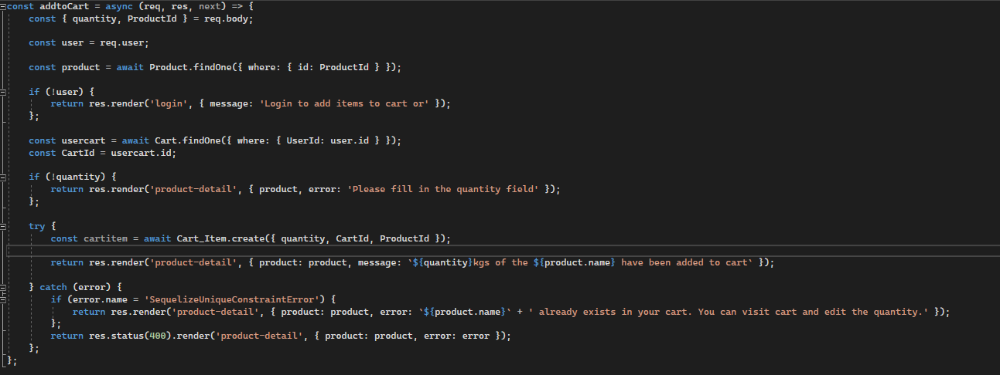 const addtoCart = async (req, res, next) => {
const { quantity, ProductId } = req.body;
const user = req.user;
const product = await Product.findOne({ where: { id: ProductId } });
if (!user) {
return res.render('login', { message: 'Login to add items to cart or' });
};
const usercart = await Cart.findOne({ where: { UserId: user.id } });
const CartId = usercart.id;
if (!quantity) {
return res.render('product-detail', { product, error: 'Please fill in the quantity field' });
};
try {
const cartitem = await Cart_Item.create({ quantity, CartId, ProductId });
return res.render('product-detail', { product: product, message: `${quantity}kgs of the ${product.name} have been added to cart` });
} catch (error) {
if (error.name = 'SequelizeUniqueConstraintError') {
return res.render('product-detail', { product: product, error: `${product.name}` + ' already exists in your cart. You can visit cart and edit the quantity.' });
};
return res.status(400).render('product-detail', { product: product, error: error });
};
};